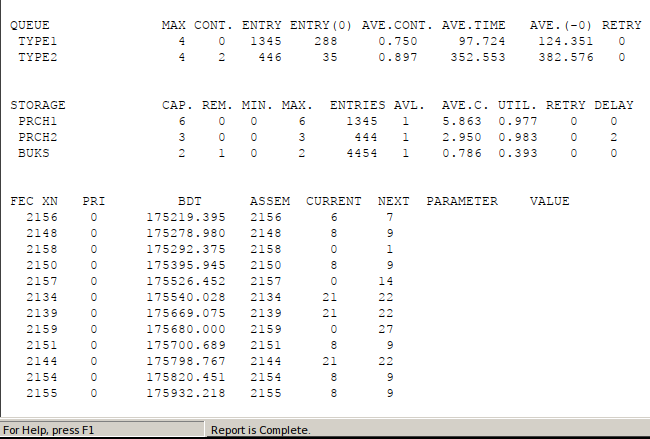 QUEUE MAX CONT. ENTRY ENTRY(0) AVE.CONT. AVE.TIME AVE.(-0) RETRY
TYPE1 4 0 1345 288 0.750 97.724 124.351 0
TYPE2 4 2 446 35 0.897 352.553 382.576 0
STORAGE CAP. REM. MIN. MAX. ENTRIES AVL. AVE.C. UTIL. RETRY DELAY
PRCH1 6 0 0 6 1345 1 5.863 0.977 0 0
PRCH2 3 0 0 3 444 1 2.950 0.983 0 2
BUKS 2 1 0 2 4454 1 0.786 0.393 0 0
FEC XN PRI BDT ASSEM CURRENT NEXT PARAMETER VALUE
2156 0 175219.395 2156 6 7
2148 0 175278.980 2148 8 9
2158 0 175292.375 2158 0 1
2150 0 175395.945 2150 8 9
2157 0 175526.452 2157 0 14
2134 0 175540.028 2134 21 22
2139 0 175669.075 2139 21 22
2159 0 175680.000 2159 0 27
2151 0 175700.689 2151 8 9
2144 0 175798.767 2144 21 22
2154 0 175820.451 2154 8 9
2155 0 175932.218 2155 8 9
For Help, press F1 Report is Complete.